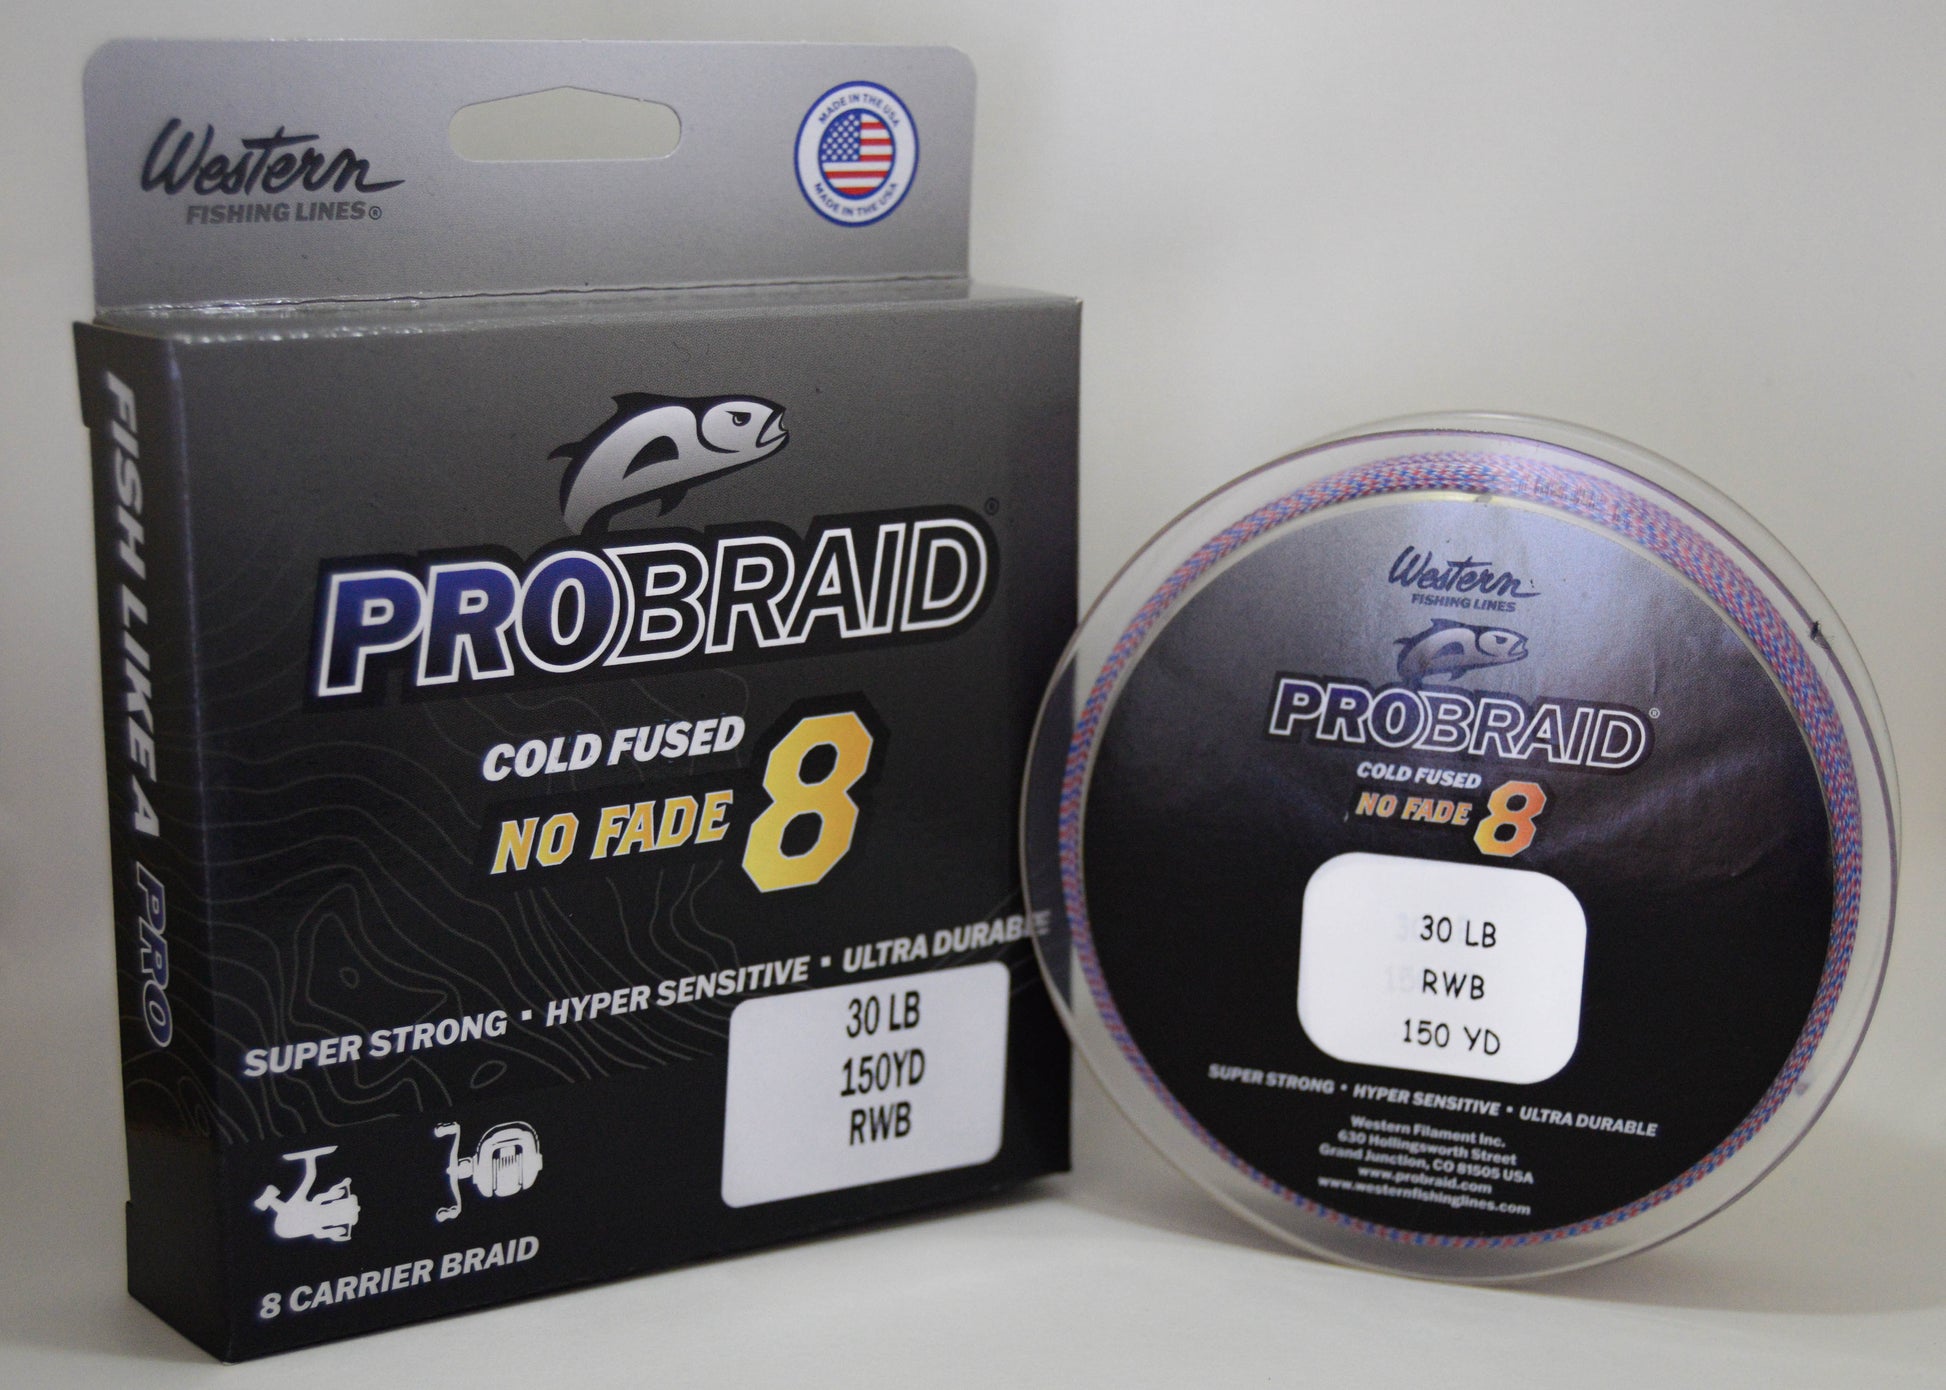 Western
FISHING LINES®
MADE IN THE USA
MADE IN THE USA
FISH LIKE A PRO
PROBRAID®
COLD FUSED
NO FADE 8
SUPER STRONG ▪ HYPER SENSITIVE ▪ ULTRA DURABLE
30 LB
150YD
RWB
8 CARRIER BRAID
Western
FISHING LINES
PROBRAID®
COLD FUSED
NO FADE 8
30 LB
RWB
150 YD
SUPER STRONG ▪ HYPER SENSITIVE ▪ ULTRA DURABLE
Western Filament Inc.
630 Hollingsworth Street
Grand Junction, CO 81505 USA
www.probraid.com
www.westernfishinglines.com